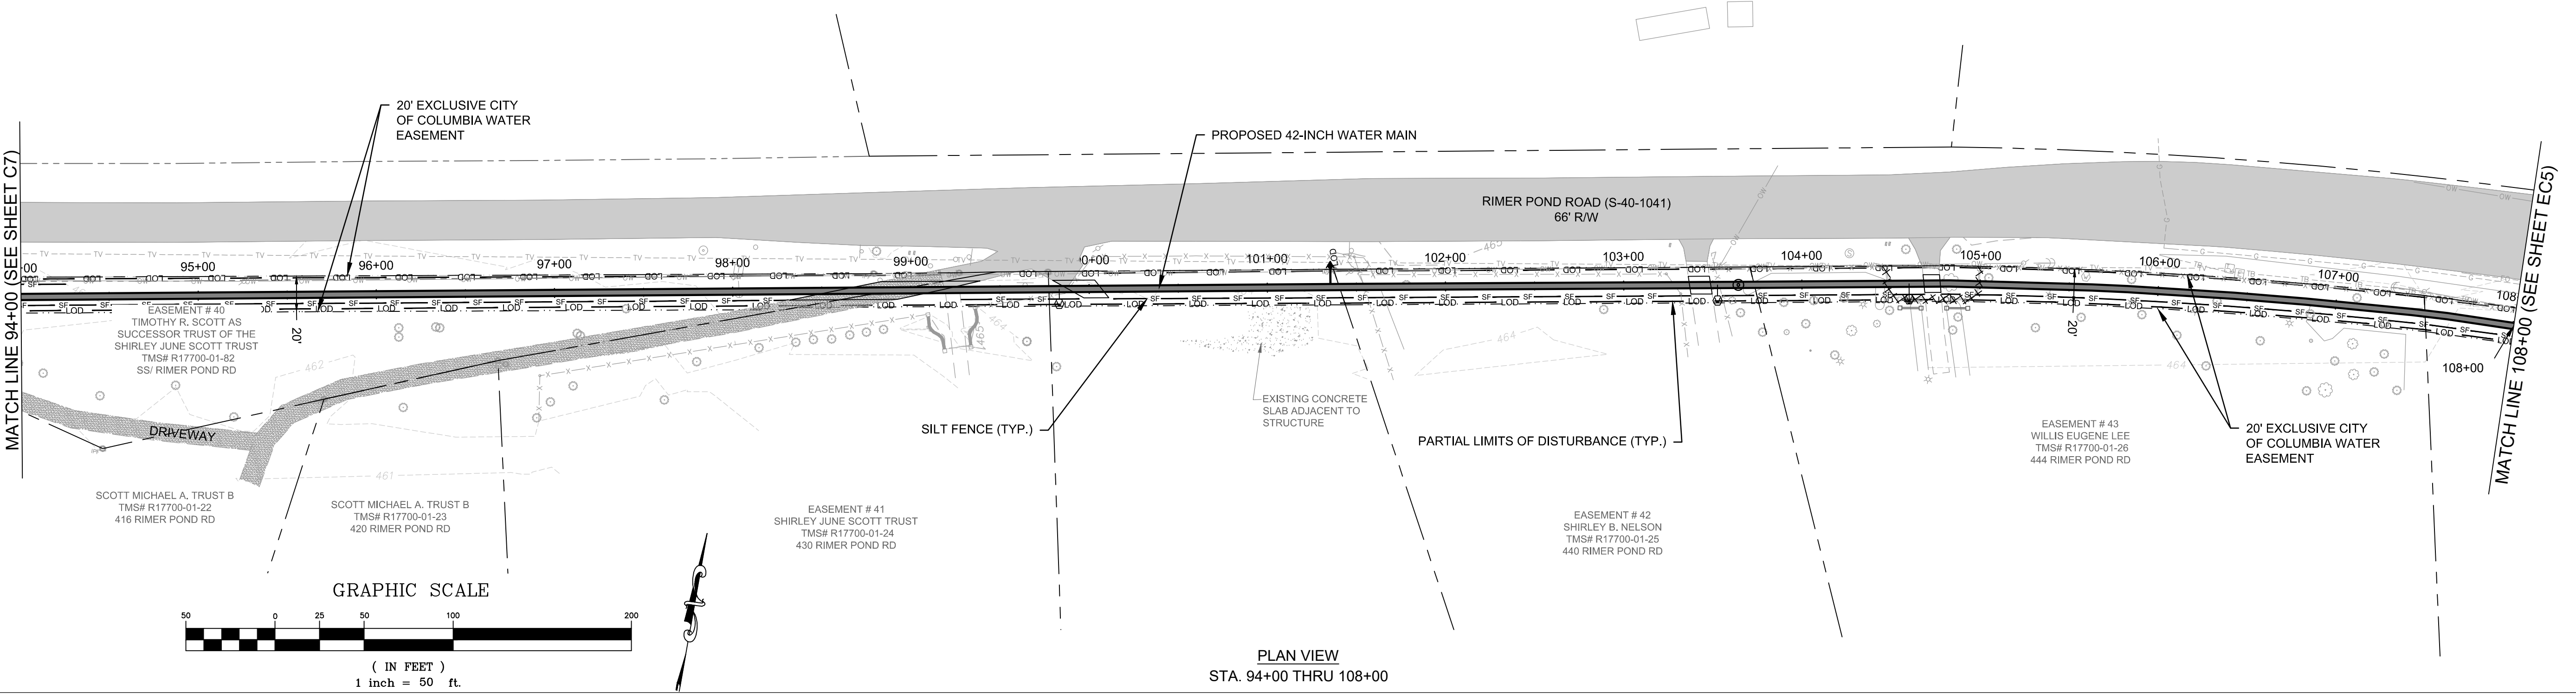 MATCH LINE 94+00 (SEE SHEET C7)
20' EXCLUSIVE CITY
OF COLUMBIA WATER
EASEMENT
PROPOSED 42-INCH WATER MAIN
RIMER POND ROAD (S-40-1041)
66' R/W
95+00
96+00
97+00
98+00
99+00
101+00
102+00
103+00
104+00
105+00
106+00
107+00
108+00
MATCH LINE 108+00 (SEE SHEET EC5)
20'
20'
EASEMENT # 40
TIMOTHY R. SCOTT AS
SUCCESSOR TRUST OF THE
SHIRLEY JUNE SCOTT TRUST
TMS# R17700-01-82
SS/ RIMER POND RD
DRIVEWAY
462
461
465
465
464
464
464
SILT FENCE (TYP.)
EXISTING CONCRETE
SLAB ADJACENT TO
STRUCTURE
PARTIAL LIMITS OF DISTURBANCE (TYP.)
EASEMENT # 43
WILLIS EUGENE LEE
TMS# R17700-01-26
444 RIMER POND RD
20' EXCLUSIVE CITY
OF COLUMBIA WATER
EASEMENT
SCOTT MICHAEL A. TRUST B
TMS# R17700-01-22
416 RIMER POND RD
SCOTT MICHAEL A. TRUST B
TMS# R17700-01-23
420 RIMER POND RD
EASEMENT # 41
SHIRLEY JUNE SCOTT TRUST
TMS# R17700-01-24
430 RIMER POND RD
EASEMENT # 42
SHIRLEY B. NELSON
TMS# R17700-01-25
440 RIMER POND RD
GRAPHIC SCALE
50 0 25 50 100 200
( IN FEET )
1 inch = 50 ft.
PLAN VIEW
STA. 94+00 THRU 108+00